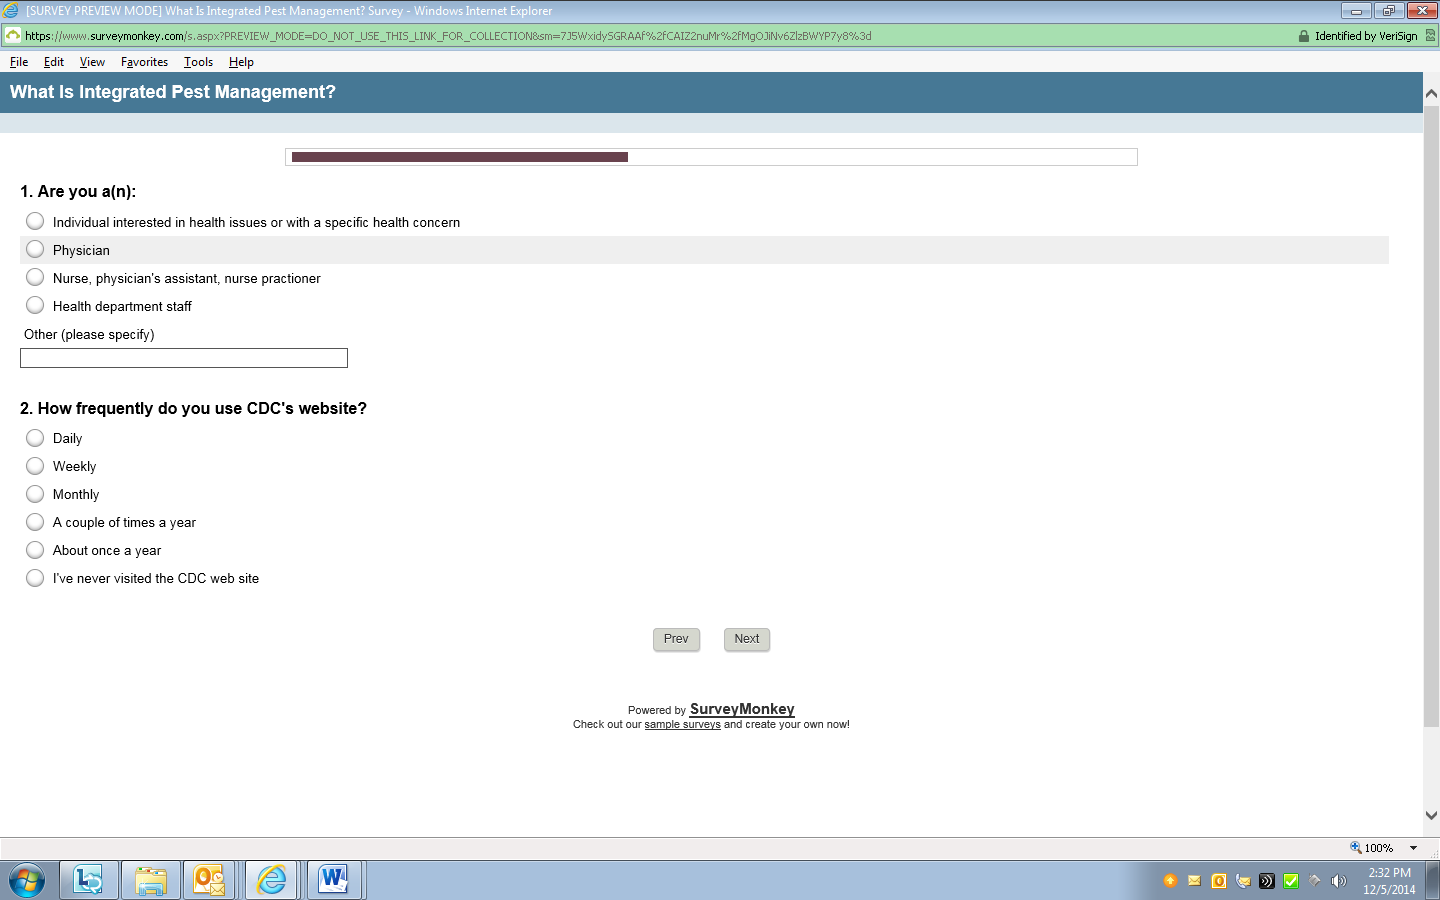 [SURVEY PREVIEW MODE] What Is Integrated Pest Management? Survey - Windows Internet Explorer
https://www.surveymonkey.com/s.aspx?PREVIEW_MODE=DO_NOT_USE_THIS_LINK_FOR_COLLECTION&sm=7J5WxidySGRAAf%2fCAIZ2nuMr%2fMgOJiNv6ZlzBWYP7y8%3d Identified by VeriSign
File Edit View Favorites Tools Help
What Is Integrated Pest Management?
1. Are you a(n):
Individual interested in health issues or with a specific health concern
Physician
Nurse, physician's assistant, nurse practioner
Health department staff
Other (please specify)
2. How frequently do you use CDC's website?
Daily
Weekly
Monthly
A couple of times a year
About once a year
I've never visited the CDC web site
Prev Next
Powered by SurveyMonkey
Check out our sample surveys and create your own now!
100%
2:32 PM
12/5/2014